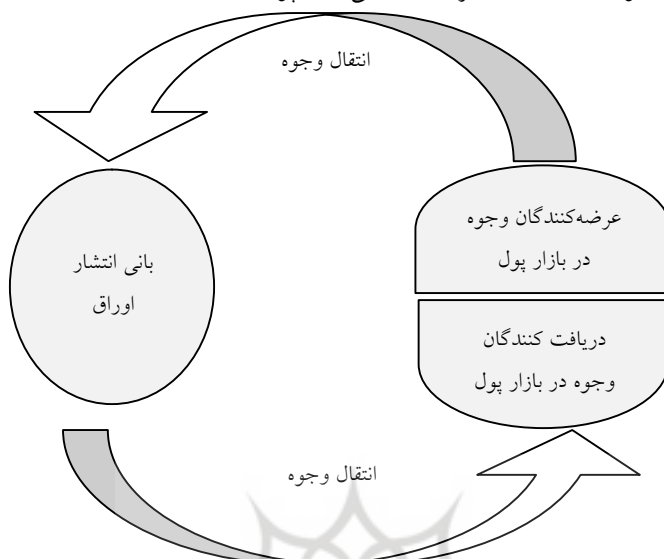 انتقال وجوه
عرضه‌کنندگان وجوه
در بازار پول
بانی انتشار
اوراق
دریافت کنندگان
وجوه در بازار پول
انتقال وجوه